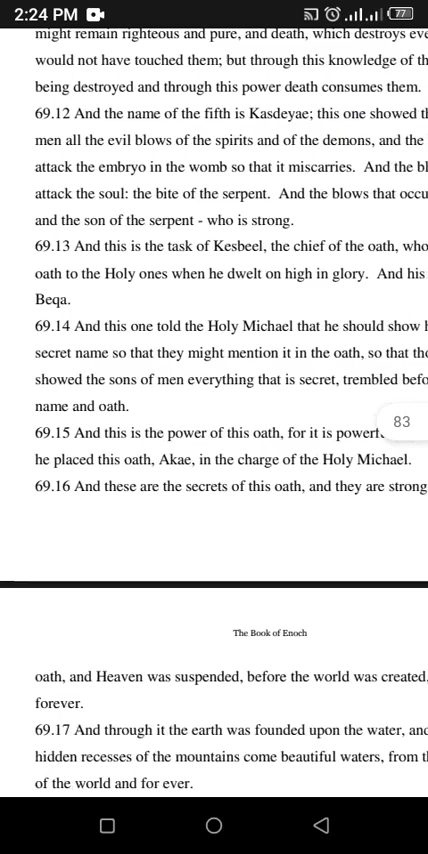 2:24 PM
77
might remain righteous and pure, and death, which destroys
would not have touched them; but through this knowledge of
being destroyed and through this power death consumes them.
69.12 And the name of the fifth is Kasdeyae; this one showed
men all the evil blows of the spirits and of the demons, and the
attack the embryo in the womb so that it miscarries. And the
attack the soul: the bite of the serpent. And the blows that
and the son of the serpent - who is strong.
69.13 And this is the task of Kesbeel, the chief of the oath, who
oath to the Holy ones when he dwelt on high in glory. And his
Beqa.
69.14 And this one told the Holy Michael that he should show
secret name so that they might mention it in the oath, so that
showed the sons of men everything that is secret, trembled
name and oath.
83
69.15 And this is the power of this oath, for it is
he placed this oath, Akae, in the charge of the Holy Michael.
69.16 And these are the secrets of this oath, and they are strong
The Book of Enoch
oath, and Heaven was suspended, before the world was created,
forever.
69.17 And through it the earth was founded upon the water, and
hidden recesses of the mountains come beautiful waters, from
of the world and for ever.